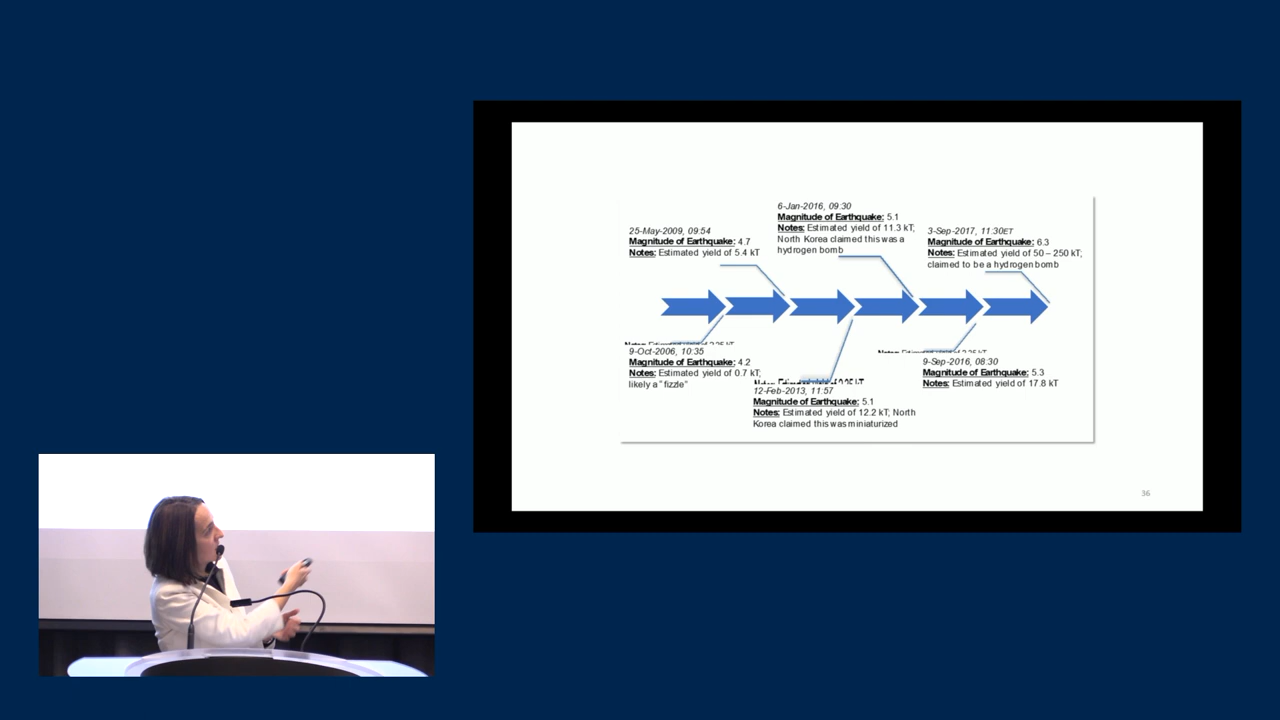 6-Jan-2016, 09:30
Magnitude of Earthquake: 5.1
Notes: Estimated yield of 11.3 kT;
North Korea claimed this was a
hydrogen bomb
25-May-2009, 09:54
Magnitude of Earthquake: 4.7
Notes: Estimated yield of 5.4 kT
3-Sep-2017, 11:30ET
Magnitude of Earthquake: 6.3
Notes: Estimated yield of 50 – 250 kT;
claimed to be a hydrogen bomb
9-Oct-2006, 10:35
Magnitude of Earthquake: 4.2
Notes: Estimated yield of 0.7 kT;
likely a "fizzle"
12-Feb-2013, 11:57
Magnitude of Earthquake: 5.1
Notes: Estimated yield of 12.2 kT; North
Korea claimed this was miniaturized
9-Sep-2016, 08:30
Magnitude of Earthquake: 5.3
Notes: Estimated yield of 17.8 kT
36